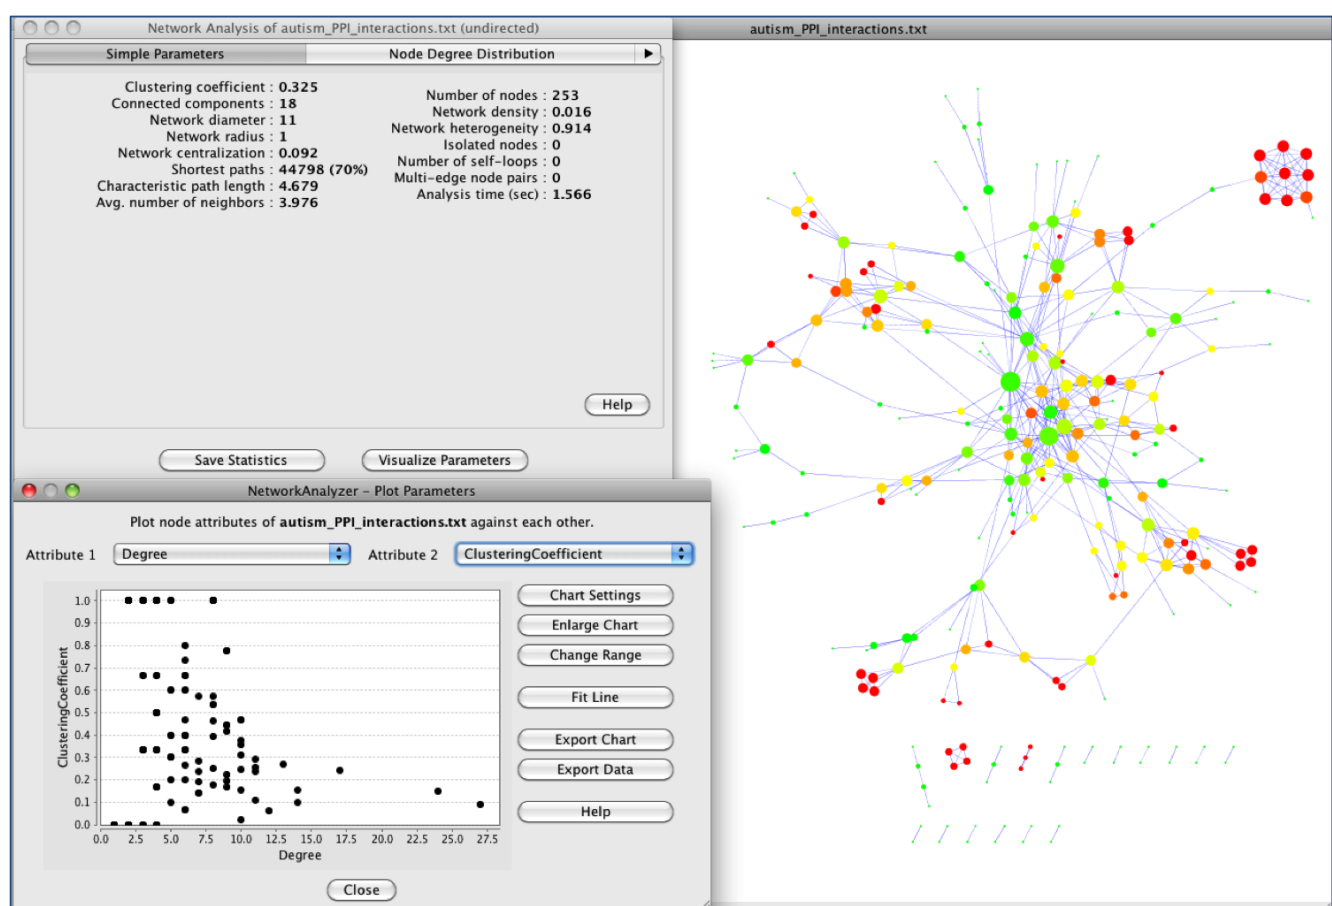 Network Analysis of autism_PPI_interactions.txt (undirected)
Simple Parameters
Node Degree Distribution
Clustering coefficient : 0.325
Connected components : 18
Network diameter : 11
Network radius : 1
Network centralization : 0.092
Shortest paths : 44798 (70%)
Characteristic path length : 4.679
Avg. number of neighbors : 3.976
Number of nodes : 253
Network density : 0.016
Network heterogeneity : 0.914
Isolated nodes : 0
Number of self-loops : 0
Multi-edge node pairs : 0
Analysis time (sec) : 1.566
Help
Save Statistics
Visualize Parameters
autism_PPI_interactions.txt
NetworkAnalyzer – Plot Parameters
Plot node attributes of autism_PPI_interactions.txt against each other.
Attribute 1
Degree
Attribute 2
ClusteringCoefficient
ClusteringCoefficient
1.0
0.9
0.8
0.7
0.6
0.5
0.4
0.3
0.2
0.1
0.0
0.0 2.5 5.0 7.5 10.0 12.5 15.0 17.5 20.0 22.5 25.0 27.5
Degree
Chart Settings
Enlarge Chart
Change Range
Fit Line
Export Chart
Export Data
Help
Close